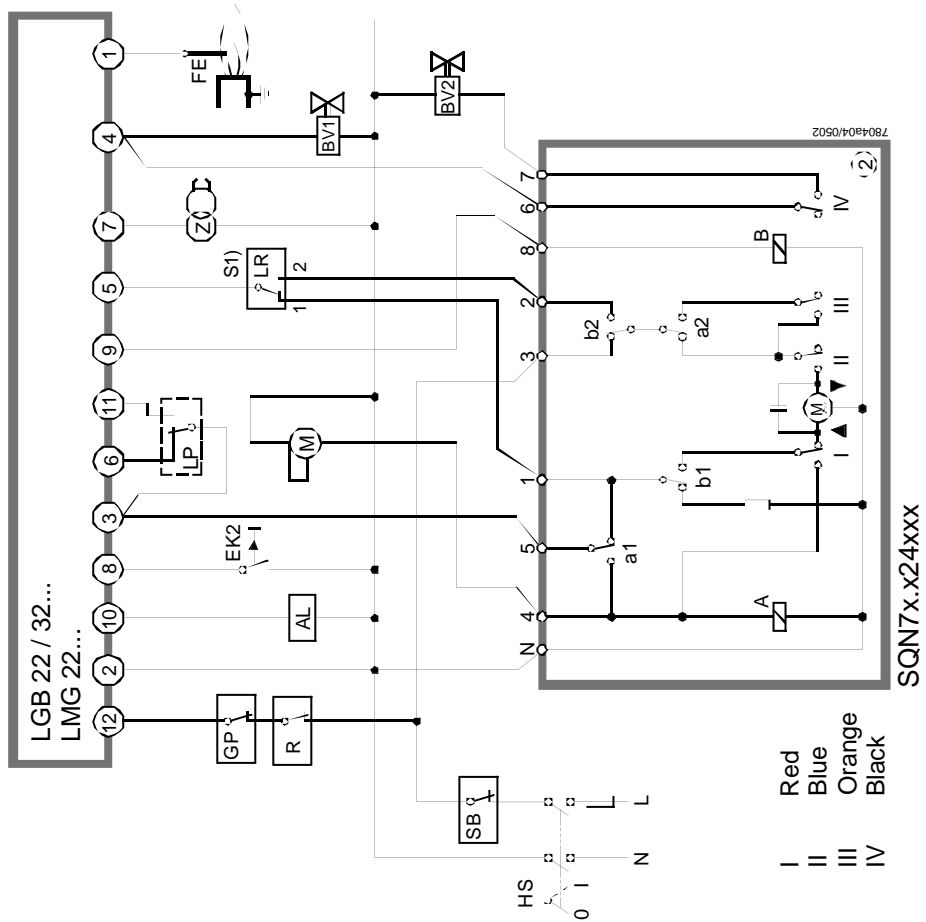 LGB 22 / 32...
LMG 22...
12
2
10
8
3
6
11
9
5
7
4
1
GP
R
AL
EK2
LP
M
S1)
LR
1
2
Z
BV1
FE
BV2
SB
HS
0
I
N
L
N
4
5
1
3
2
8
6
7
A
a1
b1
I
M
II
III
b2
a2
B
IV
2
7804a04/0502
SQN7x.x24xxx
I Red
II Blue
III Orange
IV Black